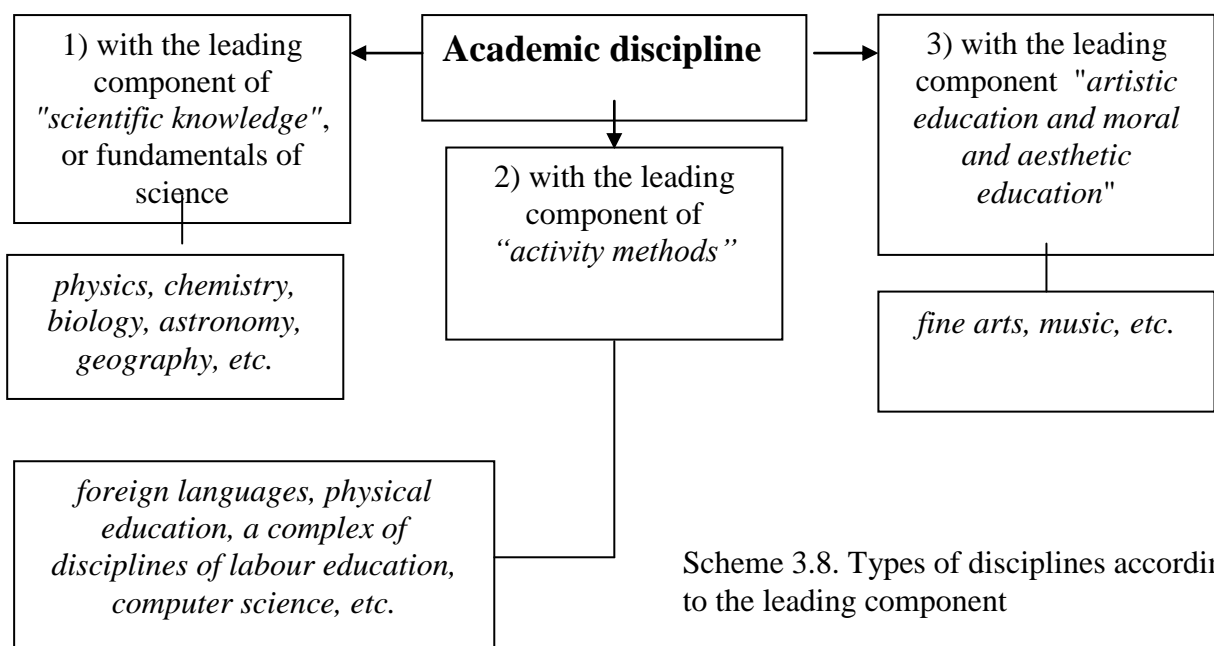 Academic discipline
1) with the leading
component of
"scientific knowledge",
or fundamentals of
science
physics, chemistry,
biology, astronomy,
geography, etc.
2) with the leading
component of
“activity methods”
foreign languages, physical
education, a complex of
disciplines of labour education,
computer science, etc.
3) with the leading
component "artistic
education and moral
and aesthetic
education"
fine arts, music, etc.
Scheme 3.8. Types of disciplines accordin
to the leading component